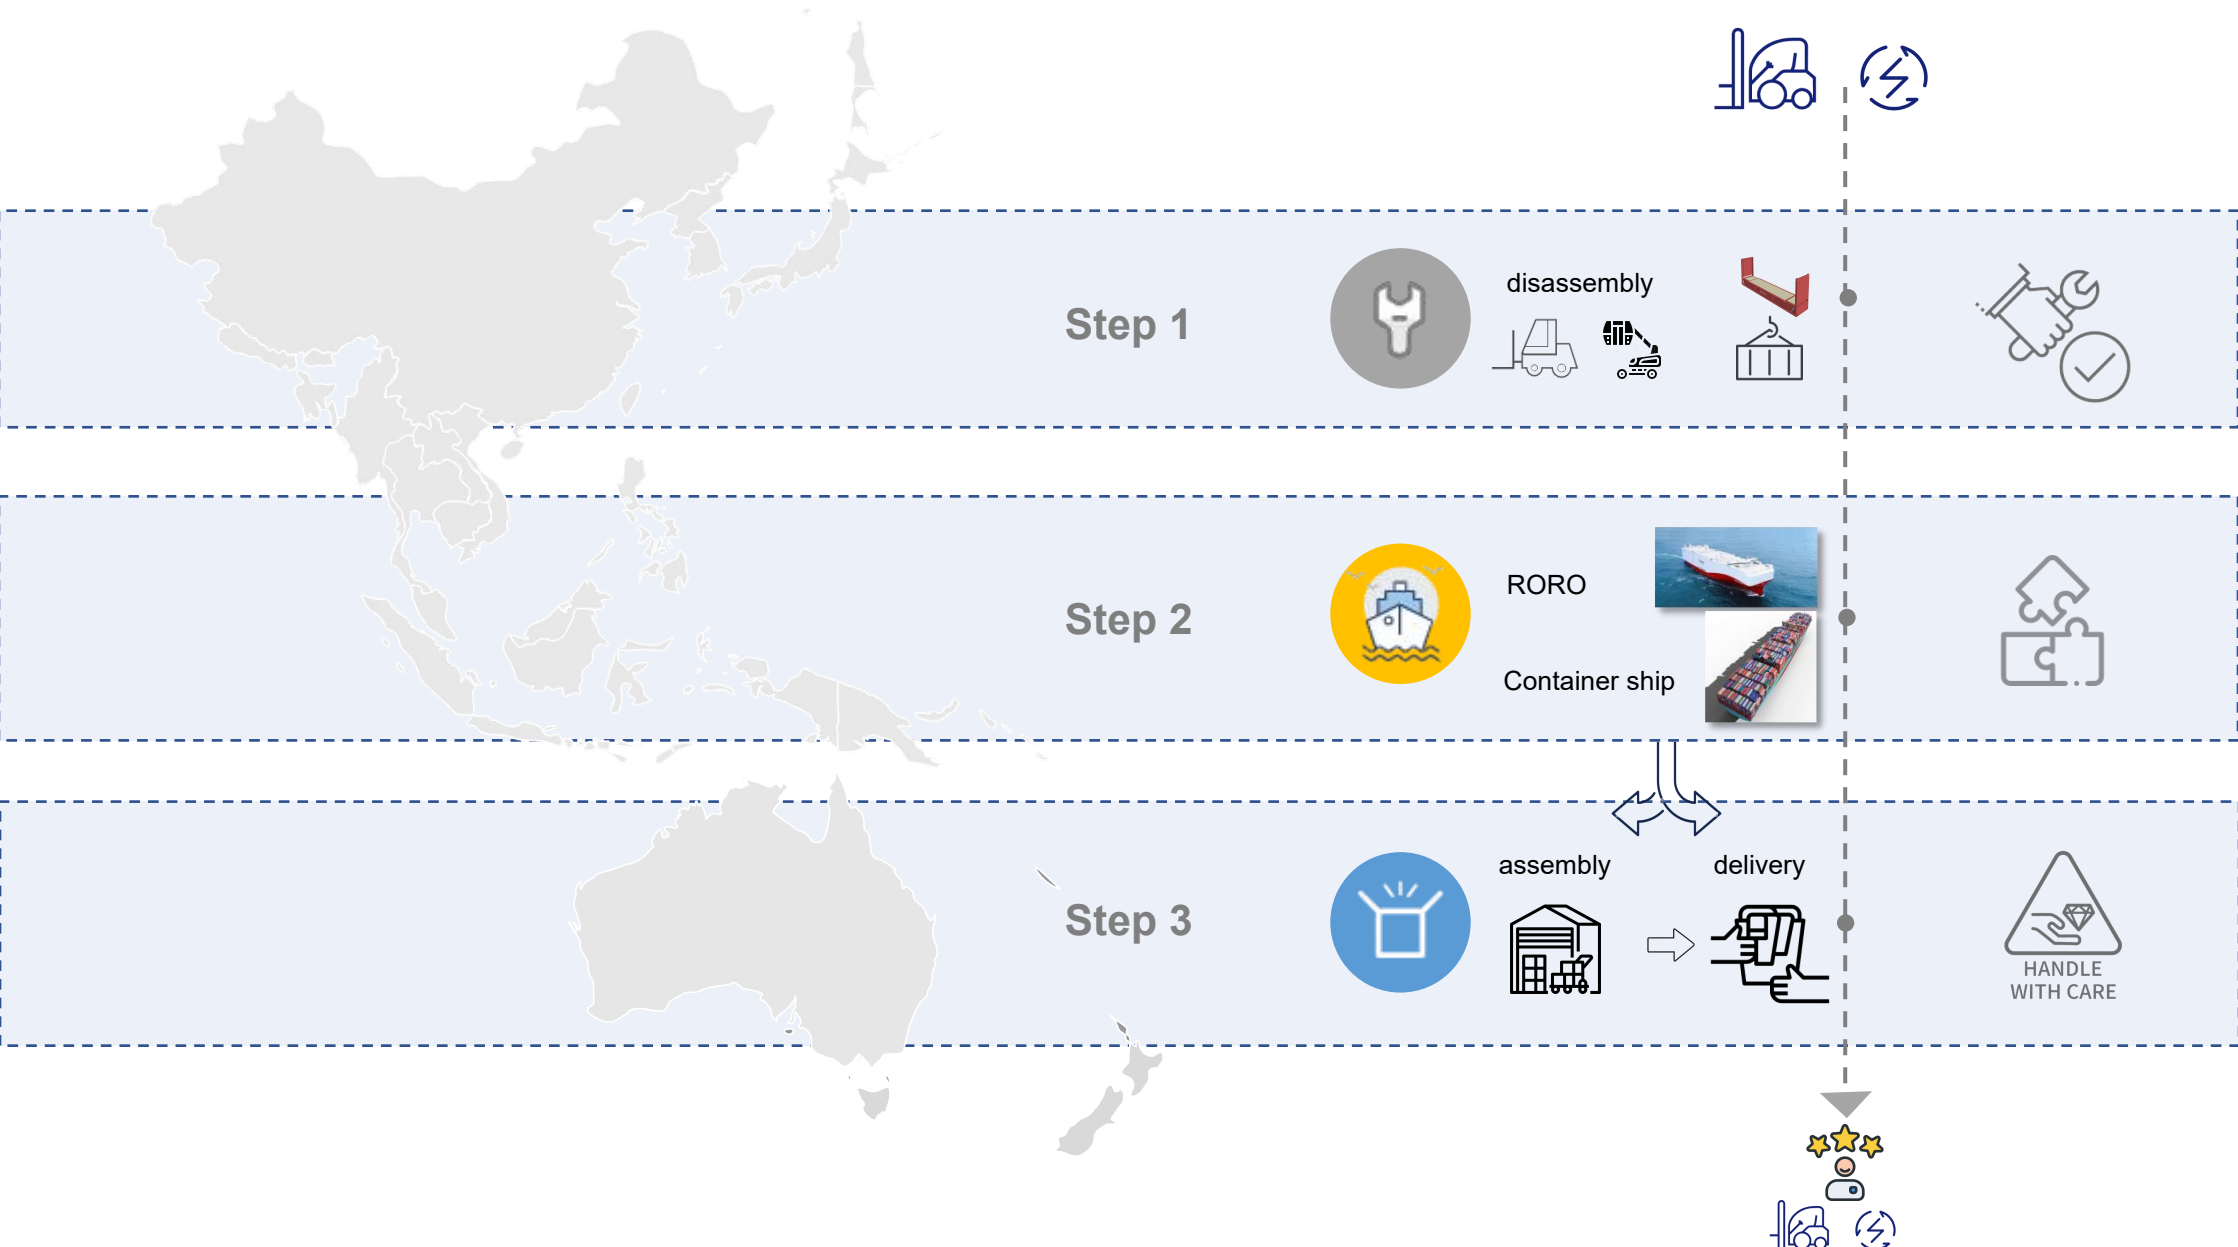 Step 1
disassembly
Step 2
RORO
Container ship
Step 3
assembly
delivery
HANDLE
WITH CARE